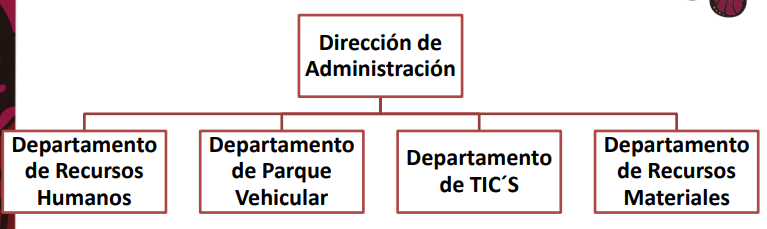 Dirección de
Administración
Departamento
de Recursos
Humanos
Departamento
de Parque
Vehicular
Departamento
de TIC´S
Departamento
de Recursos
Materiales